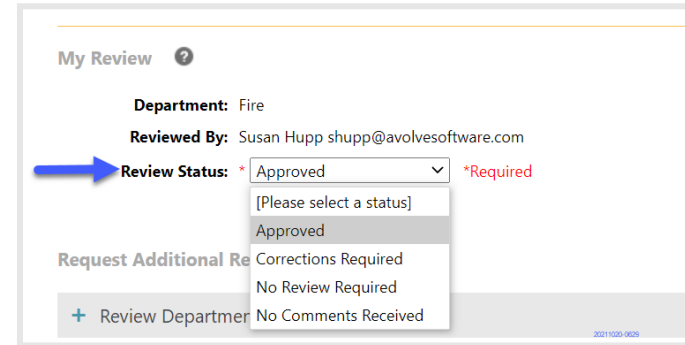 My Review ?
Department: Fire
Reviewed By: Susan Hupp shupp@avolvesoftware.com
Review Status: * Approved *Required
[Please select a status]
Approved
Request Additional Re
Corrections Required
No Review Required
+ Review Departmer
No Comments Received
20211020-0629